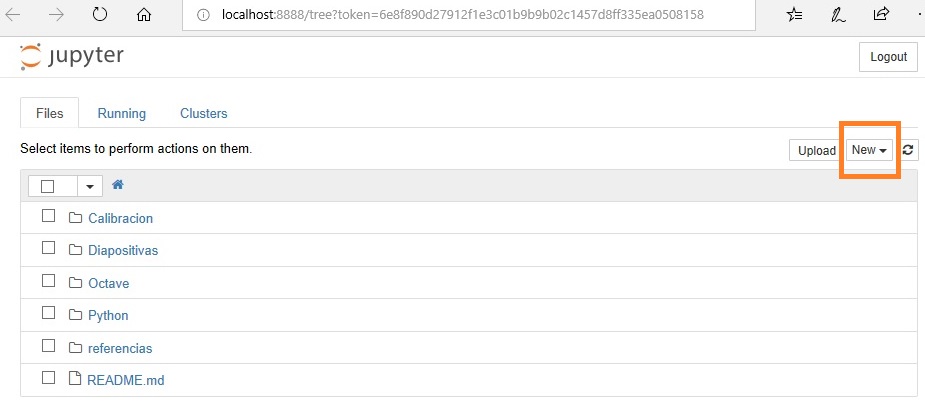 localhost:8888/tree?token=6e8f890d27912f1e3c01b9b9b02c1457d8ff335ea0508158
jupyter
Logout
Files Running Clusters
Select items to perform actions on them.
Upload New
Calibracion
Diapositivas
Octave
Python
referencias
README.md